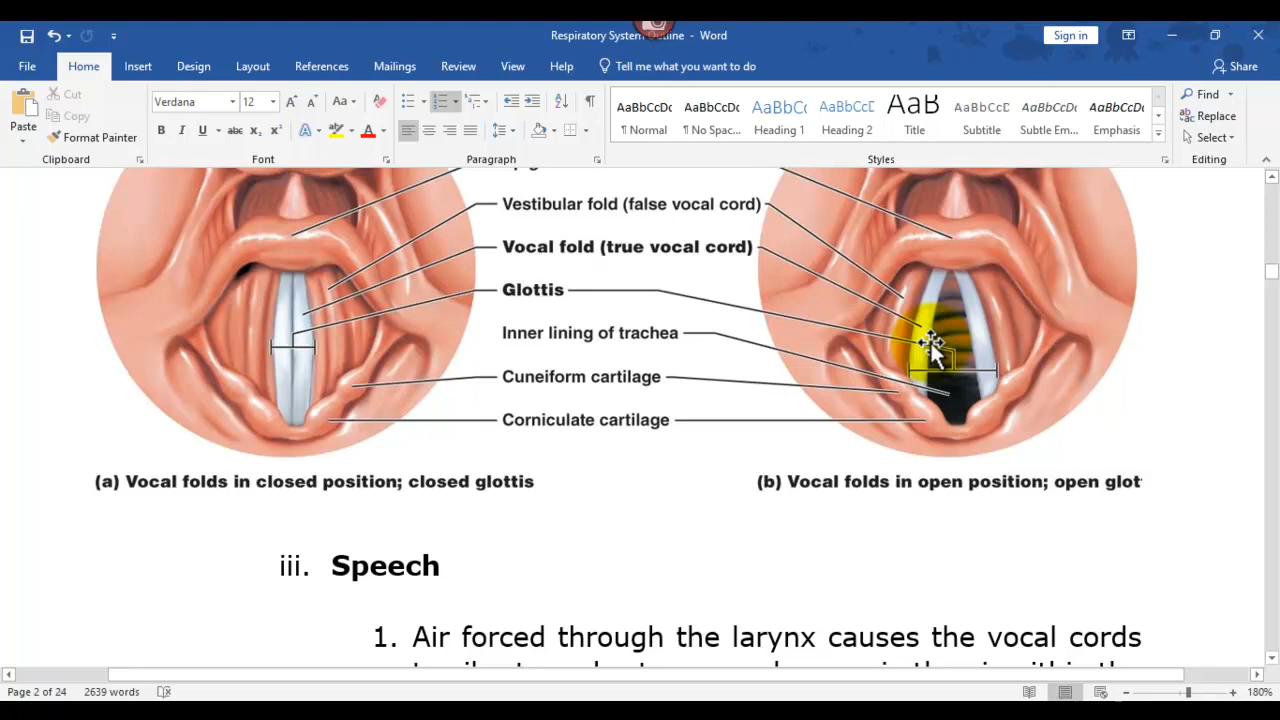 Respiratory System Outline - Word
Sign in
File Home Insert Design Layout References Mailings Review View Help Tell me what you want to do Share
Paste
Cut
Copy
Format Painter
Clipboard
Verdana 12
Font
Paragraph
AaBbCcDc AaBbCcDc AaBbCc AaBbCcD AaB AaBbCcD AaBbCcDc AaBbCcDc
¶ Normal ¶ No Spac... Heading Heading 2 Title Subtitle Subtle Em... Emphasis
Styles
Find
Replace
Select
Editing
Vestibular fold (false vocal cord)
Vocal fold (true vocal cord)
Glottis
Inner lining of trachea
Cuneiform cartilage
Corniculate cartilage
(a) Vocal folds in closed position; closed glottis
(b) Vocal folds in open position; open glot
iii. Speech
1. Air forced through the larynx causes the vocal cords
Page 2 of 24 2639 words
180%